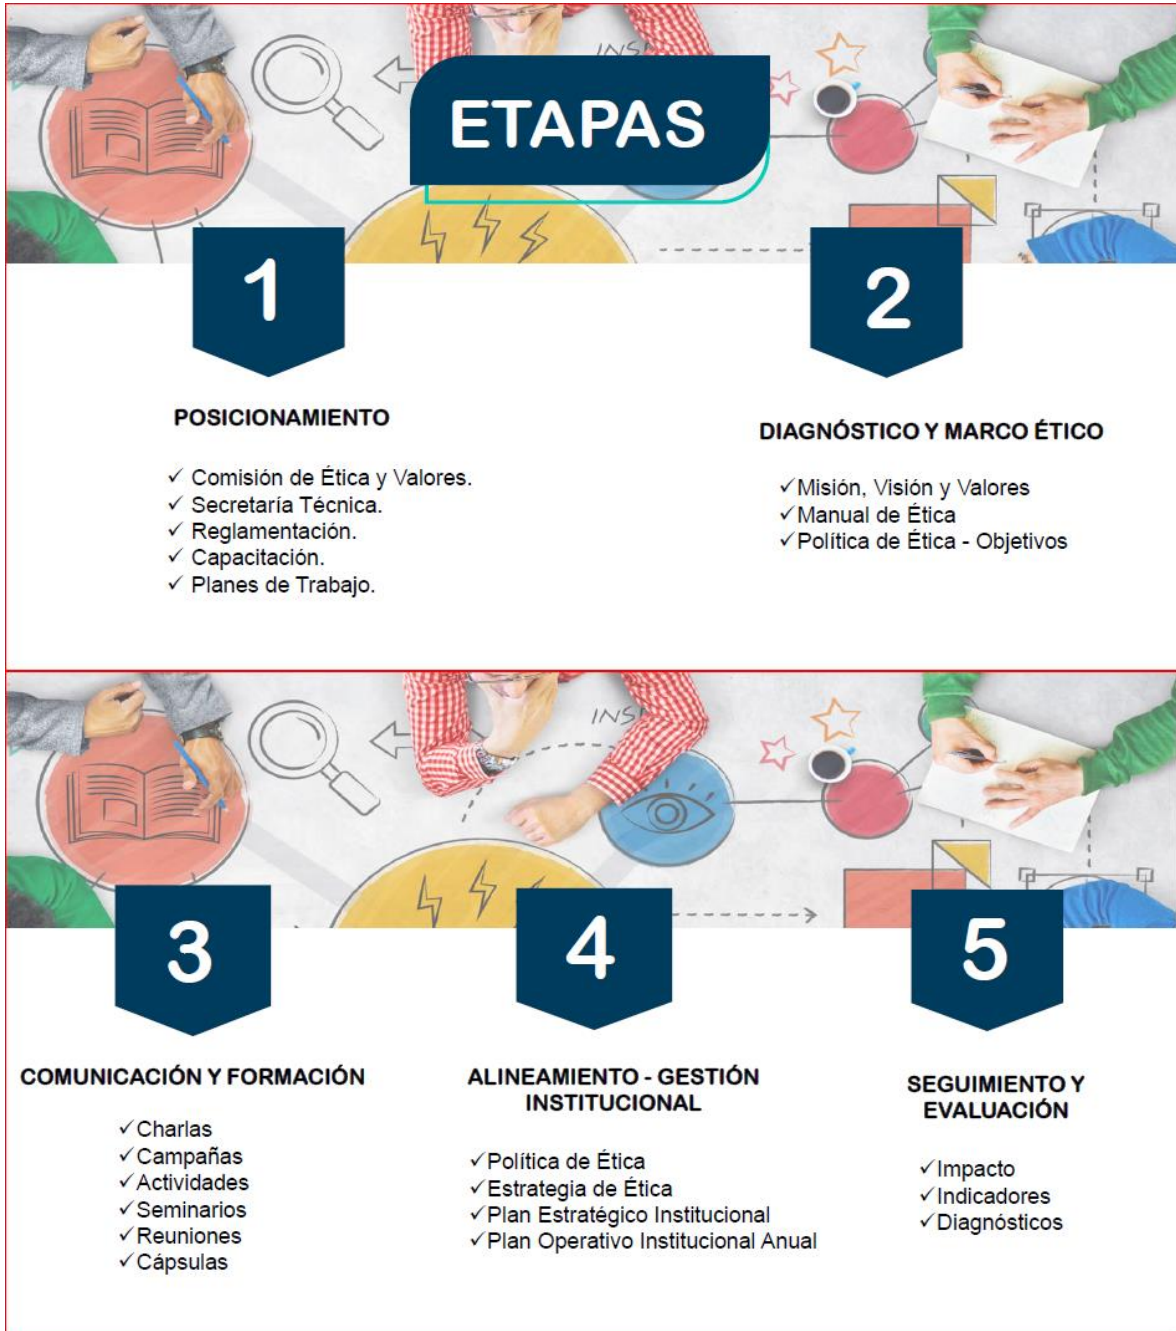 INSI
ETAPAS
1
POSICIONAMIENTO
✓ Comisión de Ética y Valores.
✓ Secretaría Técnica.
✓ Reglamentación.
✓ Capacitación.
✓ Planes de Trabajo.
2
DIAGNÓSTICO Y MARCO ÉTICO
✓Misión, Visión y Valores
✓Manual de Ética
✓Política de Ética - Objetivos
INSI
3
COMUNICACIÓN Y FORMACIÓN
✓Charlas
✓Campañas
✓Actividades
✓Seminarios
✓Reuniones
✓Cápsulas
4
ALINEAMIENTO - GESTIÓN
INSTITUCIONAL
✓Política de Ética
✓Estrategia de Ética
✓Plan Estratégico Institucional
✓Plan Operativo Institucional Anual
5
SEGUIMIENTO Y
EVALUACIÓN
✓Impacto
✓Indicadores
✓Diagnósticos